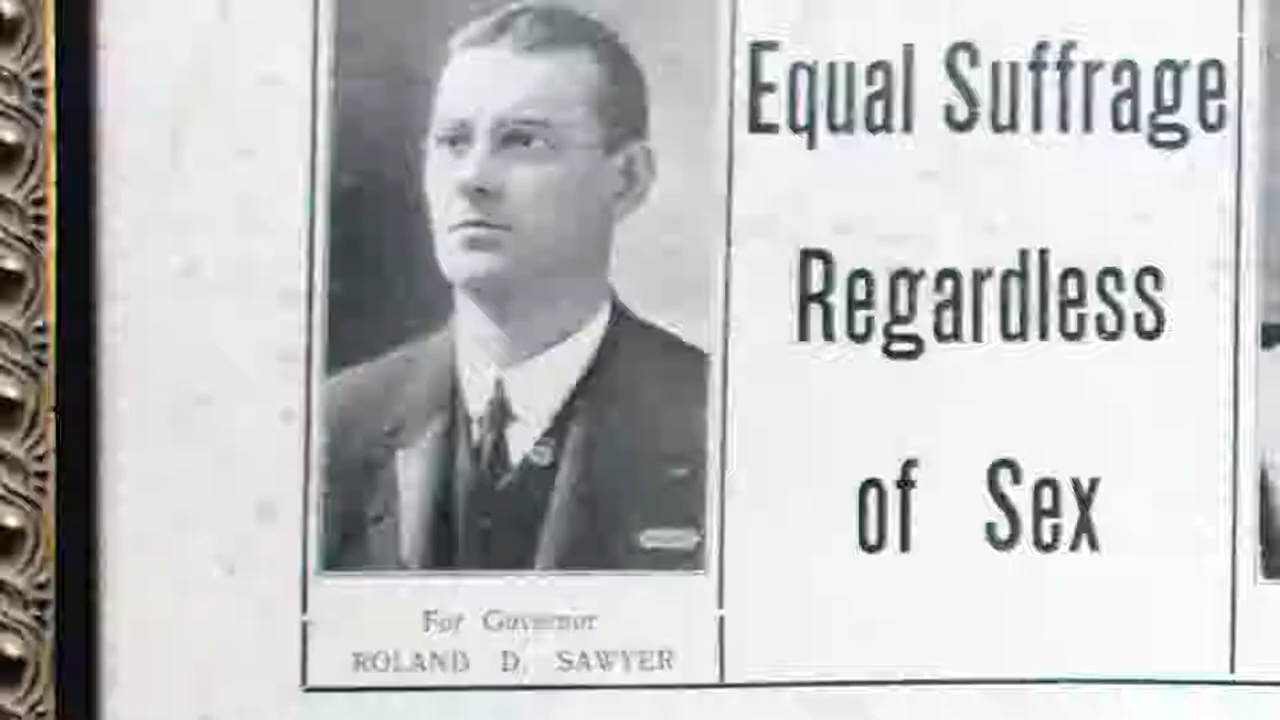 Equal Suffrage
Regardless
of Sex
For Governor
ROLAND D. SAWYER